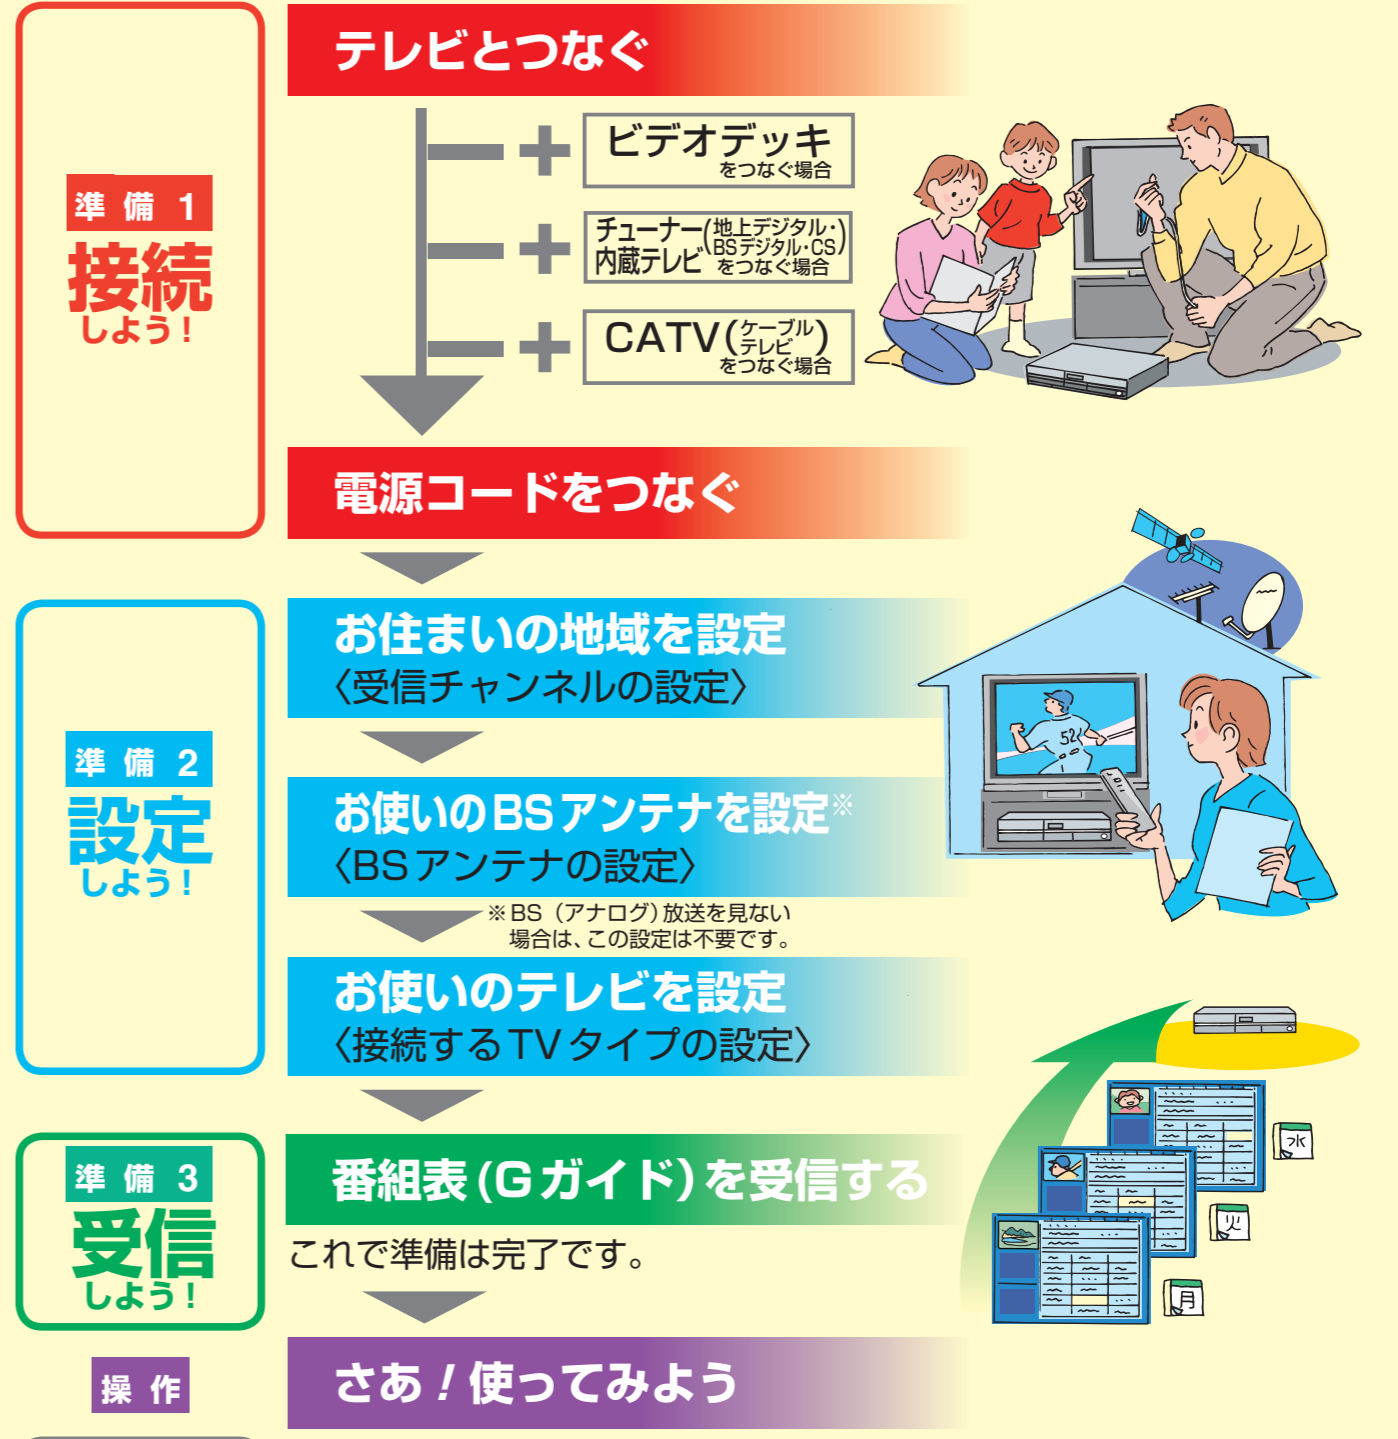 準備 1
接続
しよう!
テレビとつなぐ
ビデオデッキ
をつなぐ場合
チューナー(地上デジタル・
内蔵テレビ BSデジタル・CS)
をつなぐ場合
CATV(ケーブル
テレビ)
をつなぐ場合
電源コードをつなぐ
準備 2
設定
しよう!
お住まいの地域を設定
〈受信チャンネルの設定〉
お使いのBSアンテナを設定※
〈BSアンテナの設定〉
※BS(アナログ)放送を見ない
場合は、この設定は不要です。
お使いのテレビを設定
〈接続するTVタイプの設定〉
52
準備 3
受信
しよう!
番組表(Gガイド)を受信する
これで準備は完了です。
水
火
月
操作
さあ!使ってみよう